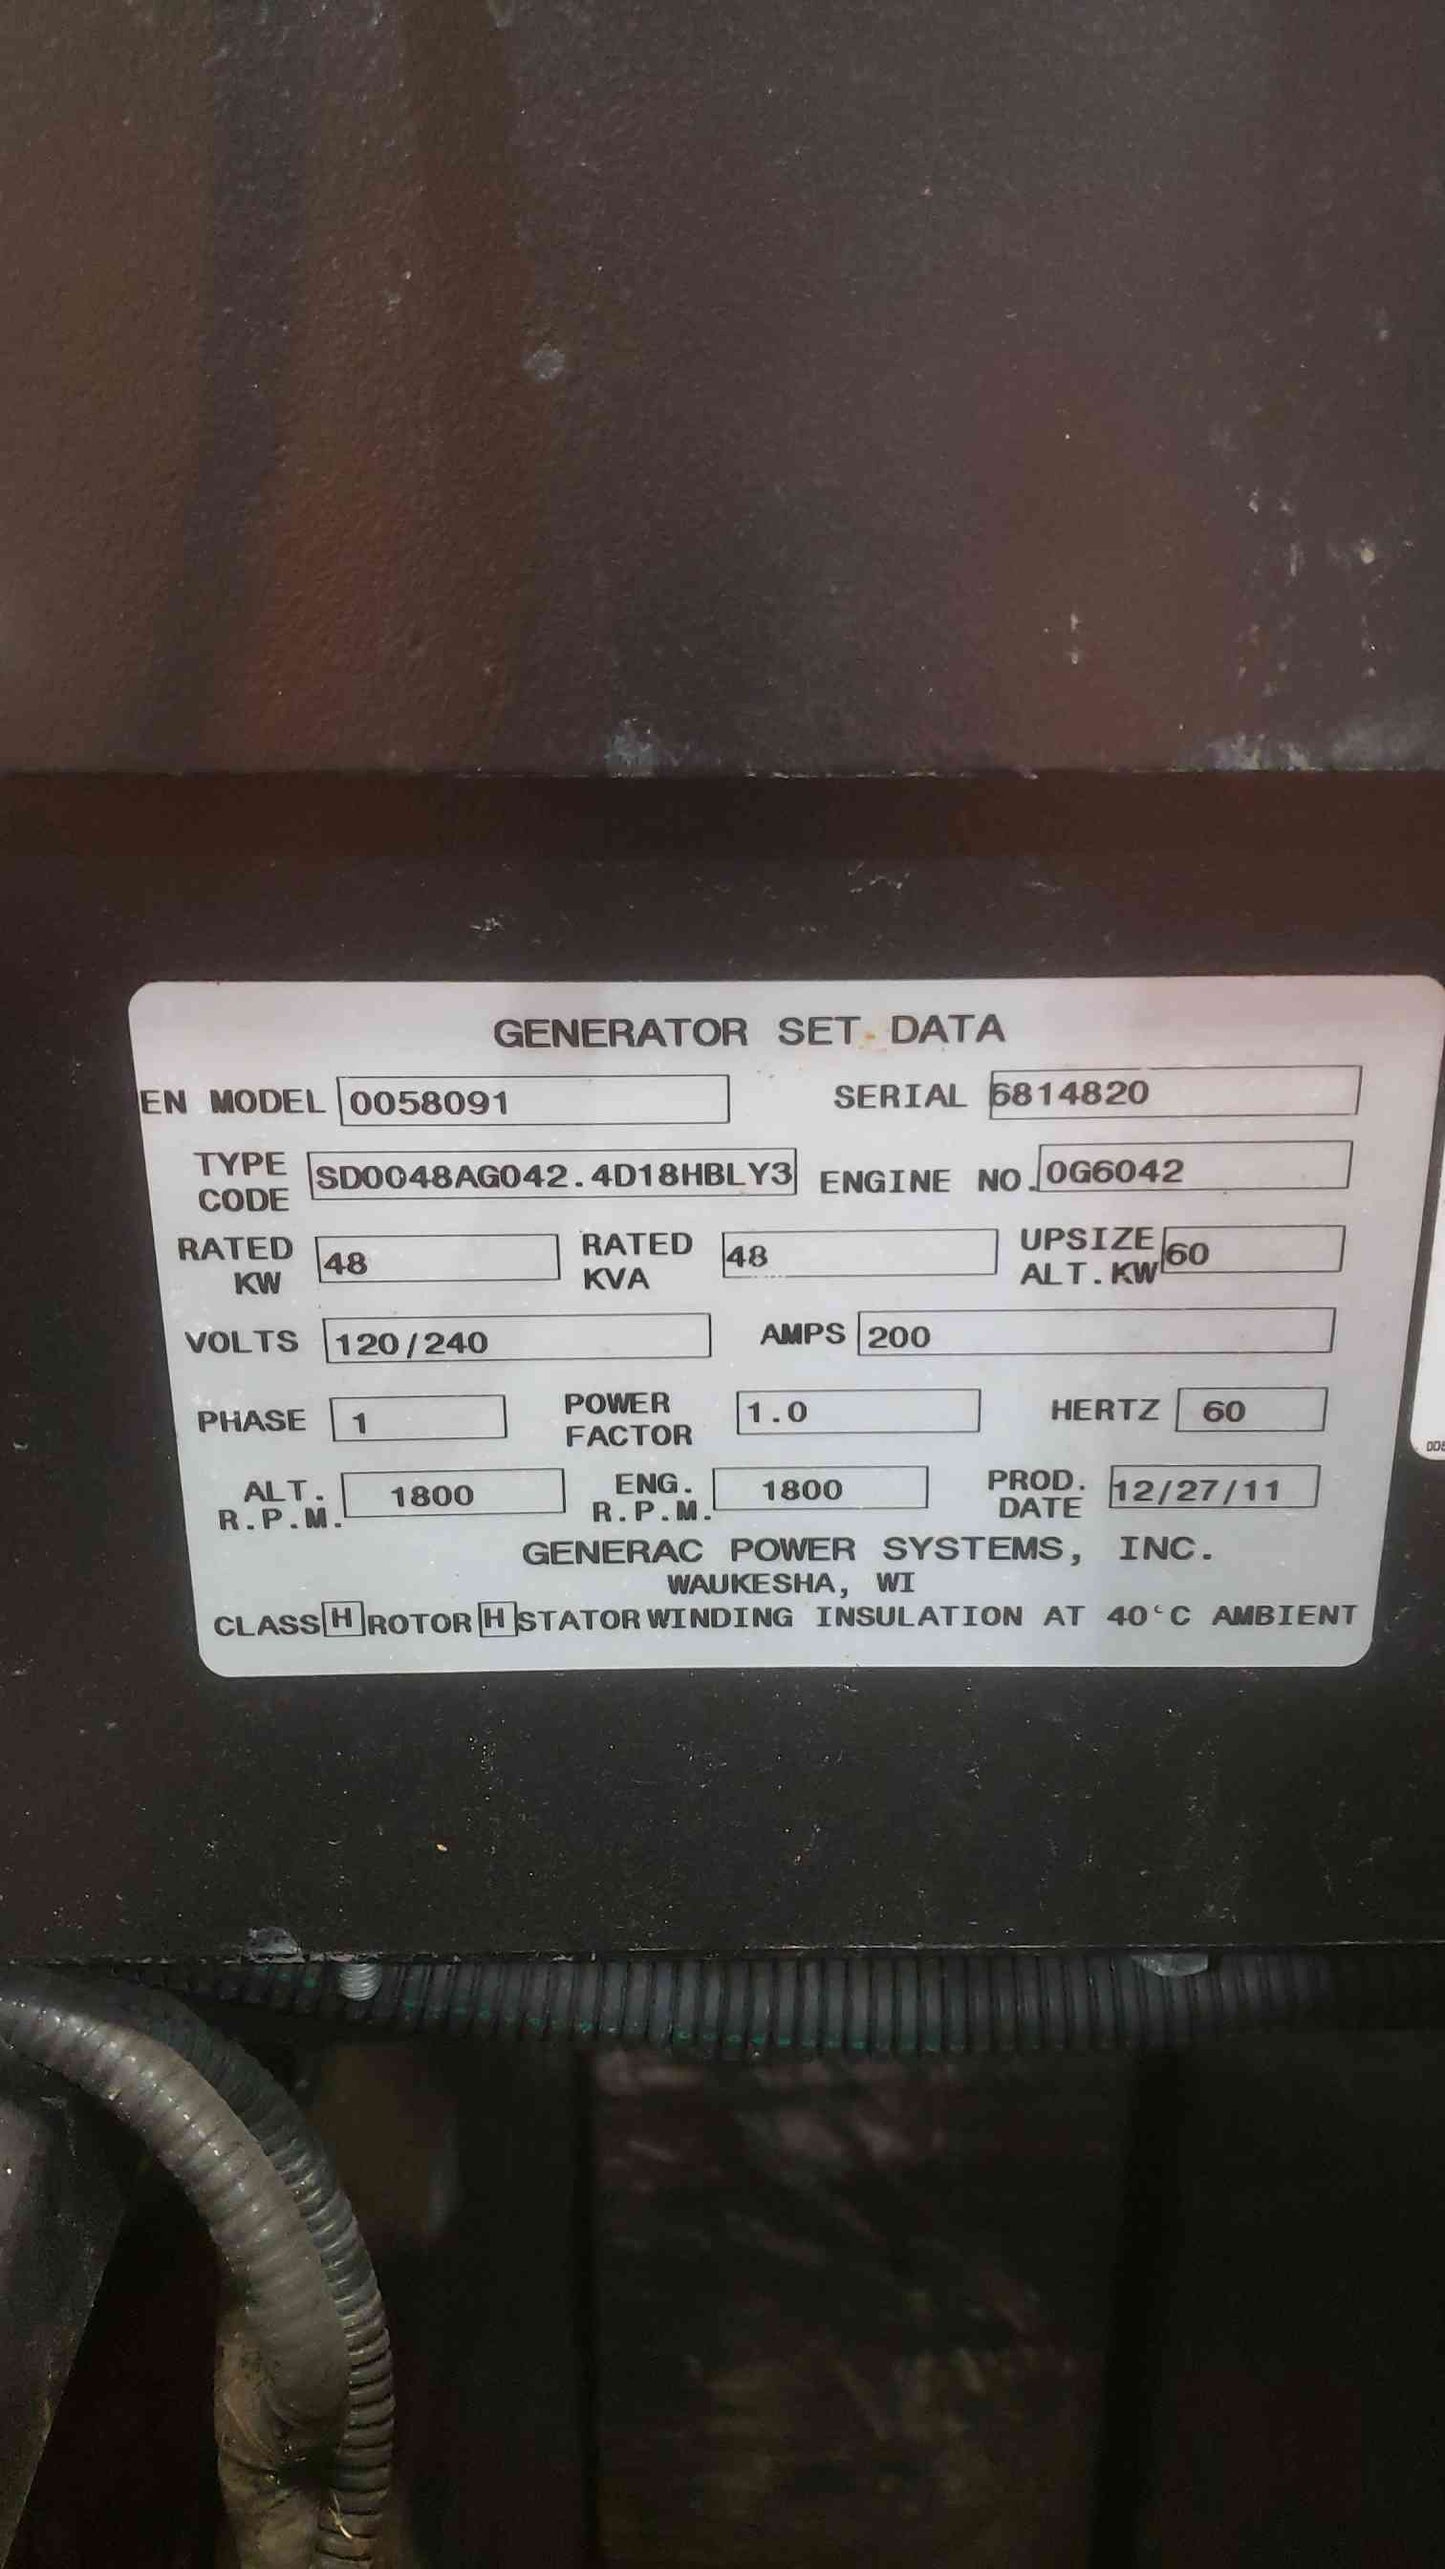 GENERATOR SET DATA
EN MODEL 0058091 SERIAL 6814820
TYPE CODE SD0048AG042.4D18HBLY3 ENGINE NO. 0G6042
RATED KW 48 RATED KVA 48 UPSIZE ALT.KW 60
VOLTS 120/240 AMPS 200
PHASE 1 POWER FACTOR 1.0 HERTZ 60
ALT. R.P.M. 1800 ENG. R.P.M. 1800 PROD. DATE 12/27/11
GENERAC POWER SYSTEMS, INC.
WAUKESHA, WI
CLASS H ROTOR H STATOR WINDING INSULATION AT 40°C AMBIENT